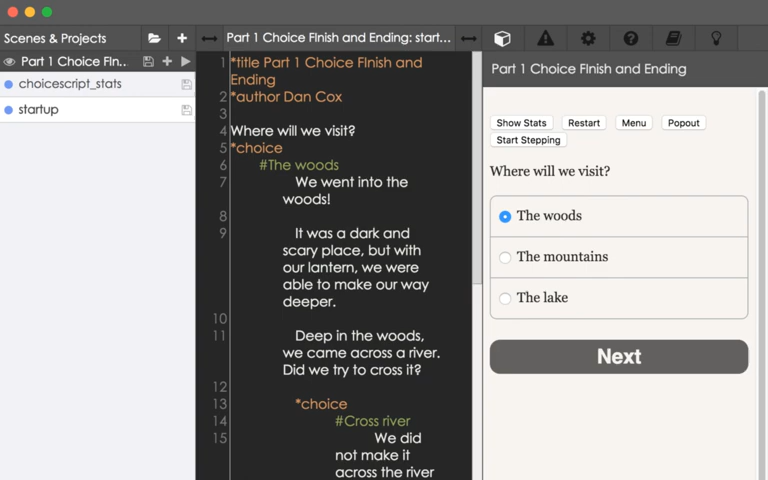 Scenes & Projects
Part 1 Choice FIn...
choicescript_stats
startup
Part 1 Choice FInish and Ending: start...
1 *title Part 1 Choice FInish and
Ending
2 *author Dan Cox
3
4 Where will we visit?
5 *choice
6 #The woods
7 We went into the
woods!
8
9 It was a dark and
scary place, but with
our lantern, we were
able to make our way
deeper.
10
11 Deep in the woods,
we came across a river.
Did we try to cross it?
12
13 *choice
14 #Cross river
15 We did
not make it
across the river
Part 1 Choice FInish and Ending
Show Stats Restart Menu Popout
Start Stepping
Where will we visit?
The woods
The mountains
The lake
Next